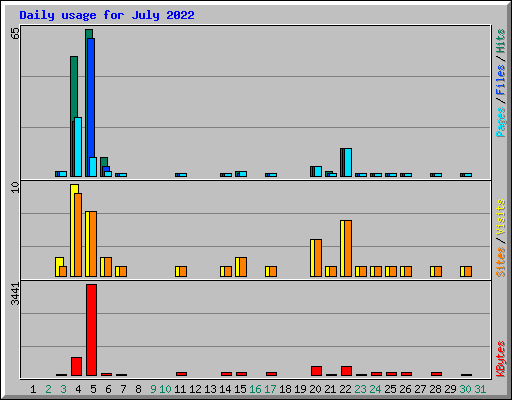 Daily usage for July 2022
65
Pages / Files / Hits
10
Sites / Visits
3441
KBytes
1 2 3 4 5 6 7 8 9 10 11 12 13 14 15 16 17 18 19 20 21 22 23 24 25 26 27 28 29 30 31